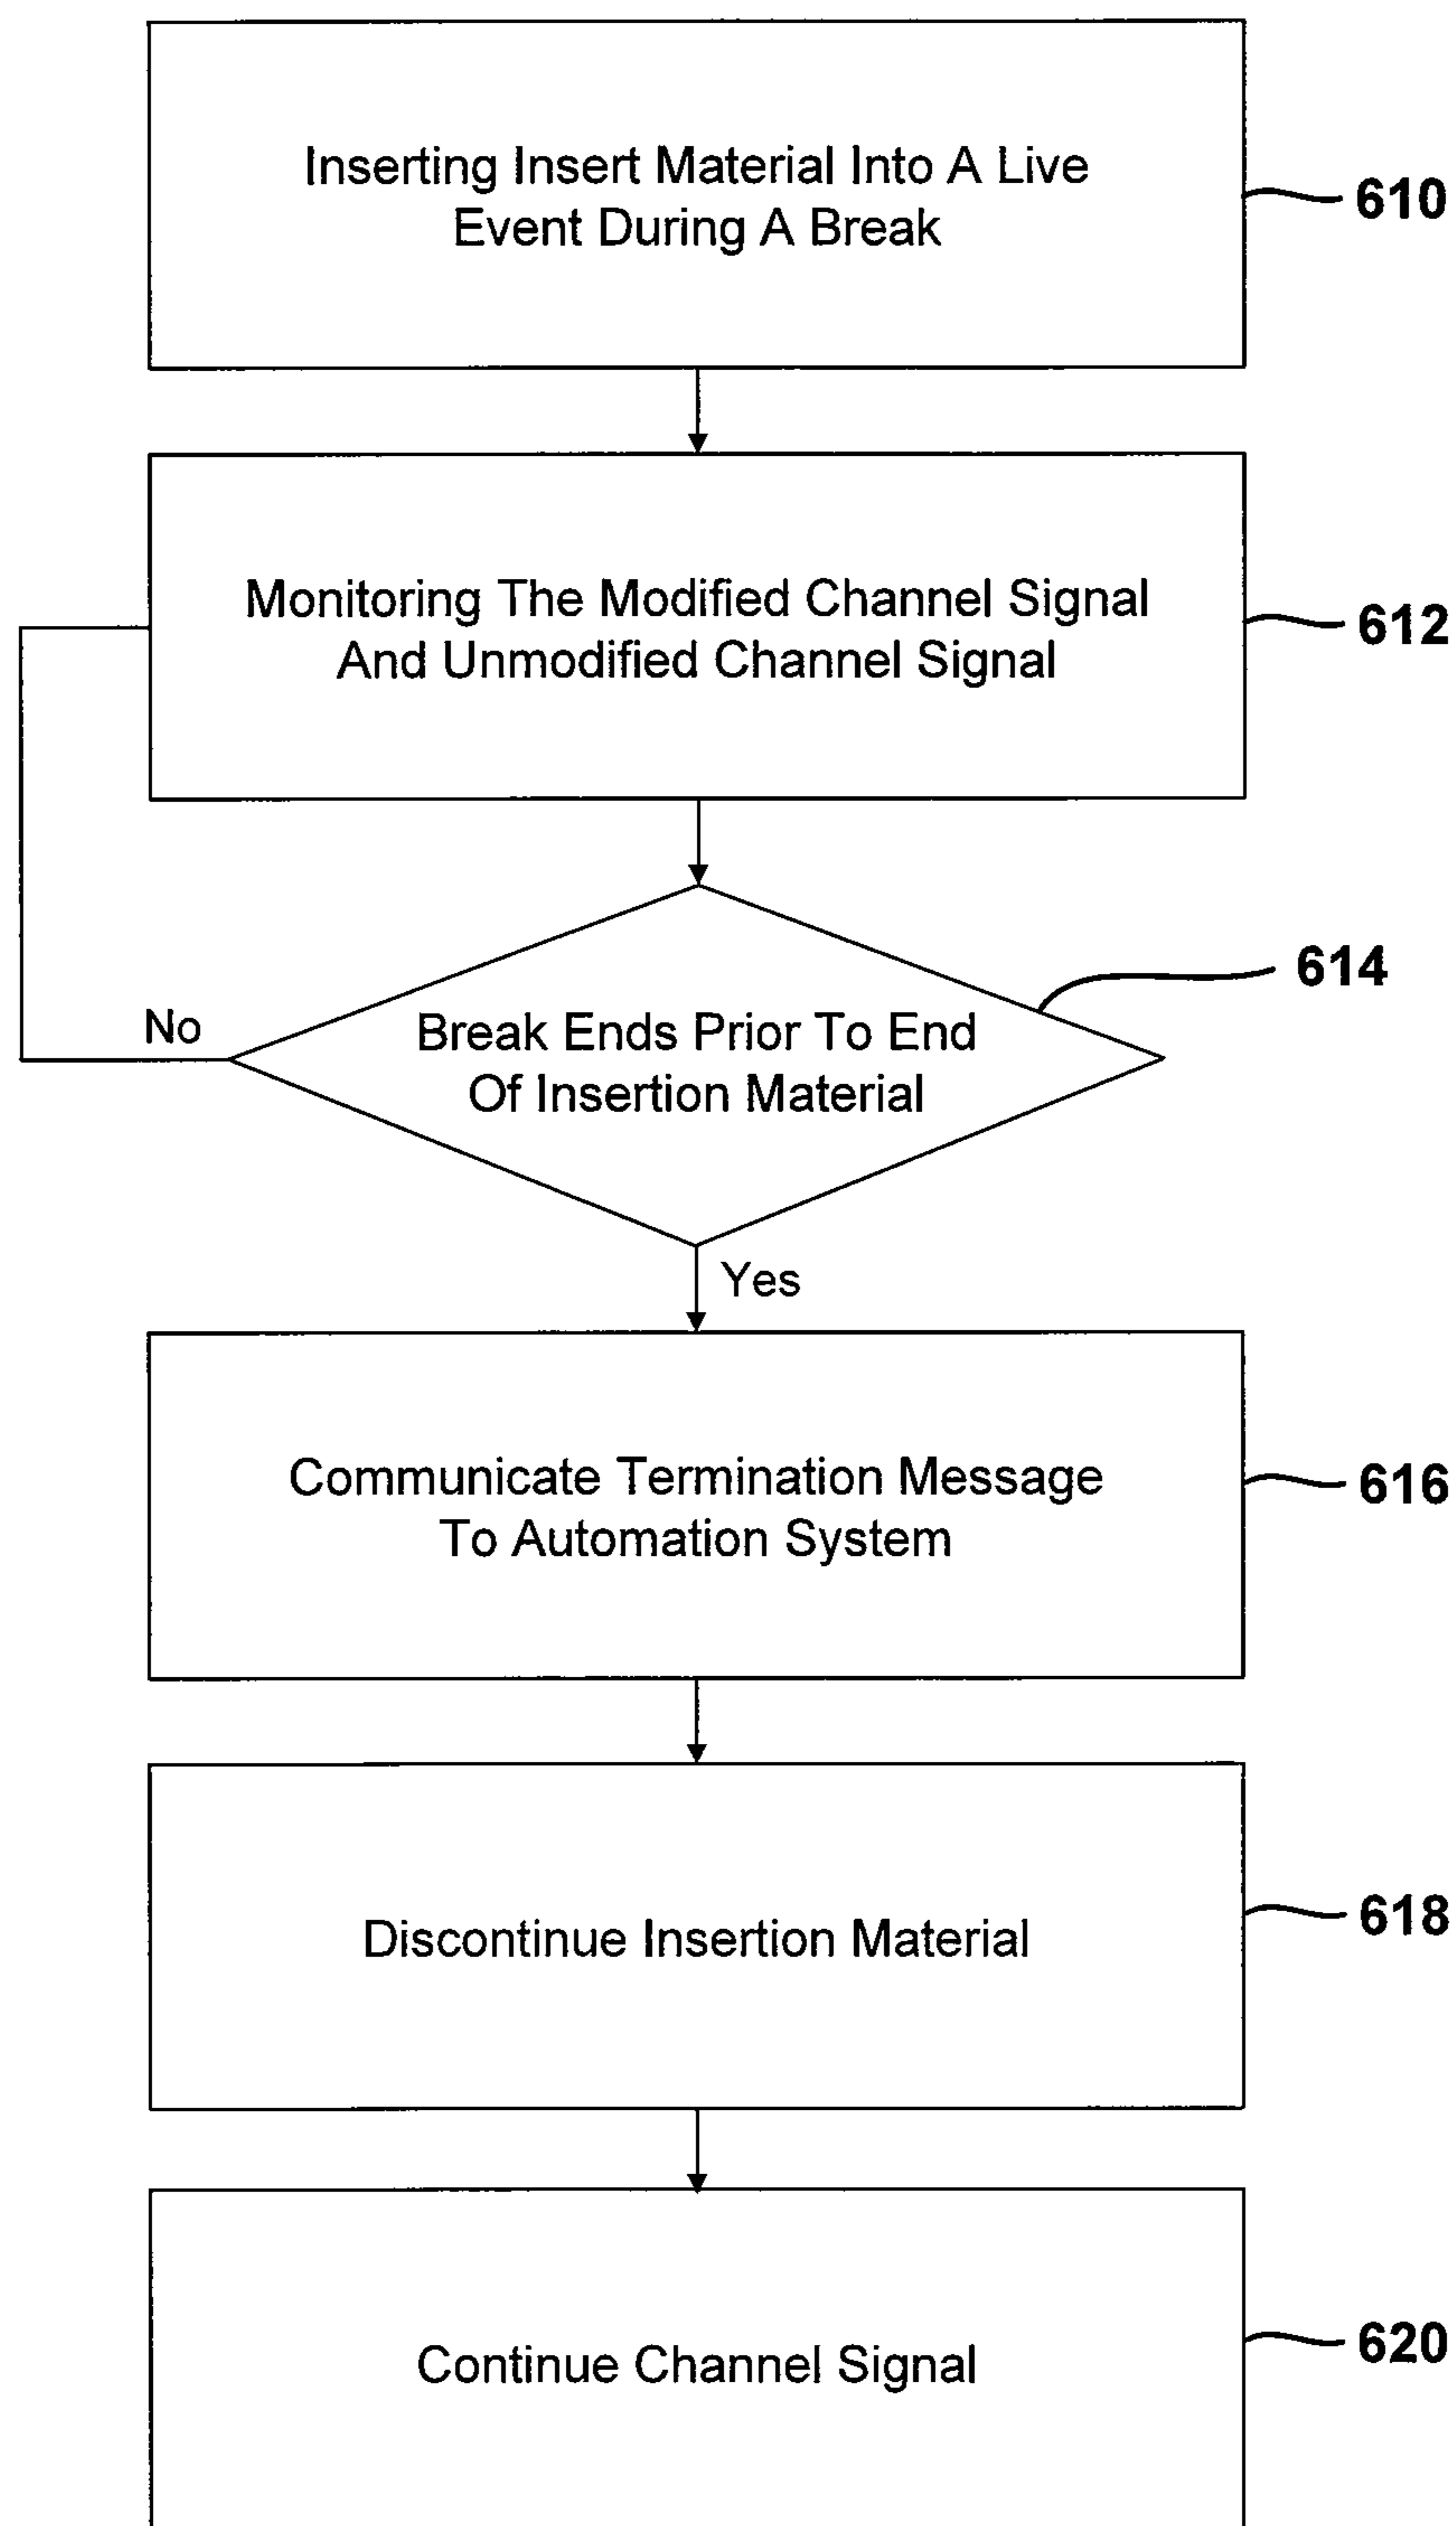 Inserting Insert Material Into A Live
Event During A Break
610
Monitoring The Modified Channel Signal
And Unmodified Channel Signal
612
614
No
Break Ends Prior To End
Of Insertion Material
Yes
Communicate Termination Message
To Automation System
616
Discontinue Insertion Material
618
Continue Channel Signal
620